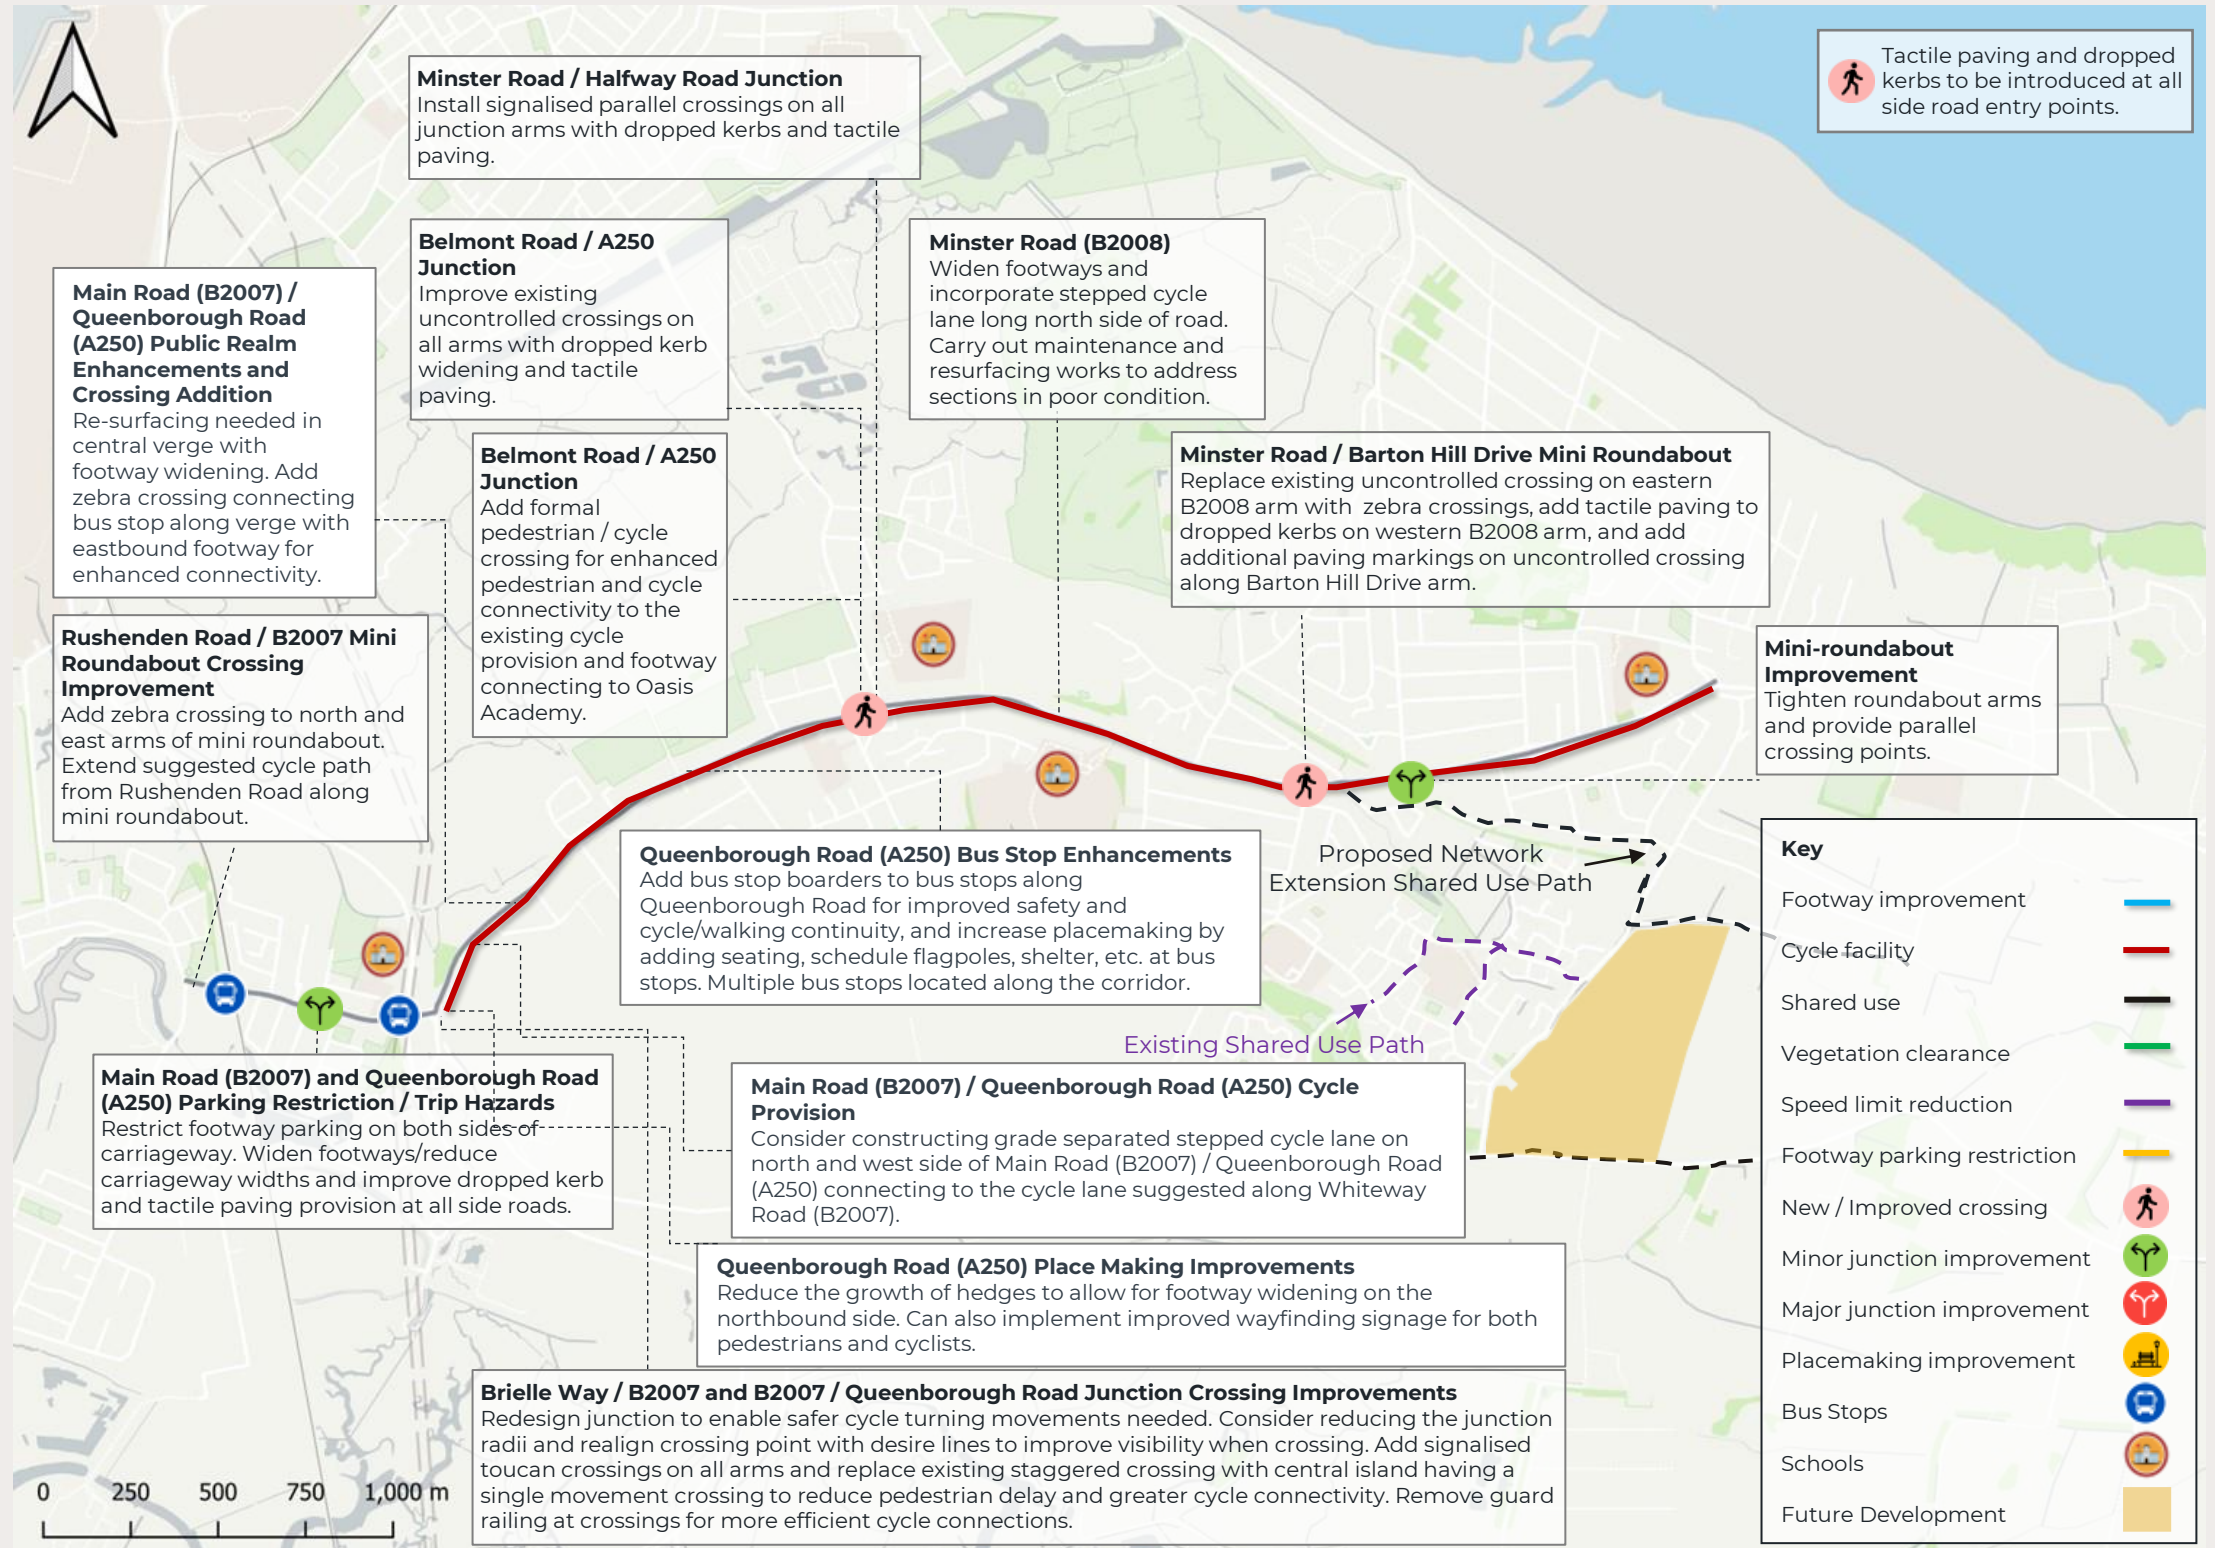 Tactile paving and dropped
kerbs to be introduced at all
side road entry points.
Minster Road / Halfway Road Junction
Install signalised parallel crossings on all
junction arms with dropped kerbs and tactile
paving.
Belmont Road / A250
Junction
Improve existing
uncontrolled crossings on
all arms with dropped kerb
widening and tactile
paving.
Minster Road (B2008)
Widen footways and
incorporate stepped cycle
lane long north side of road.
Carry out maintenance and
resurfacing works to address
sections in poor condition.
Main Road (B2007) /
Queenborough Road
(A250) Public Realm
Enhancements and
Crossing Addition
Re-surfacing needed in
central verge with
footway widening. Add
zebra crossing connecting
bus stop along verge with
eastbound footway for
enhanced connectivity.
Belmont Road / A250
Junction
Add formal
pedestrian / cycle
crossing for enhanced
pedestrian and cycle
connectivity to the
existing cycle
provision and footway
connecting to Oasis
Academy.
Minster Road / Barton Hill Drive Mini Roundabout
Replace existing uncontrolled crossing on eastern
B2008 arm with zebra crossings, add tactile paving to
dropped kerbs on western B2008 arm, and add
additional paving markings on uncontrolled crossing
along Barton Hill Drive arm.
Rushenden Road / B2007 Mini
Roundabout Crossing
Improvement
Add zebra crossing to north and
east arms of mini roundabout.
Extend suggested cycle path
from Rushenden Road along
mini roundabout.
Mini-roundabout
Improvement
Tighten roundabout arms
and provide parallel
crossing points.
Queenborough Road (A250) Bus Stop Enhancements
Add bus stop boarders to bus stops along
Queenborough Road for improved safety and
cycle/walking continuity, and increase placemaking by
adding seating, schedule flagpoles, shelter, etc. at bus
stops. Multiple bus stops located along the corridor.
Proposed Network
Extension Shared Use Path
Existing Shared Use Path
Main Road (B2007) and Queenborough Road
(A250) Parking Restriction / Trip Hazards
Restrict footway parking on both sides of
carriageway. Widen footways/reduce
carriageway widths and improve dropped kerb
and tactile paving provision at all side roads.
Main Road (B2007) / Queenborough Road (A250) Cycle
Provision
Consider constructing grade separated stepped cycle lane on
north and west side of Main Road (B2007) / Queenborough Road
(A250) connecting to the cycle lane suggested along Whiteway
Road (B2007).
Queenborough Road (A250) Place Making Improvements
Reduce the growth of hedges to allow for footway widening on the
northbound side. Can also implement improved wayfinding signage for both
pedestrians and cyclists.
Brielle Way / B2007 and B2007 / Queenborough Road Junction Crossing Improvements
Redesign junction to enable safer cycle turning movements needed. Consider reducing the junction
radii and realign crossing point with desire lines to improve visibility when crossing. Add signalised
toucan crossings on all arms and replace existing staggered crossing with central island having a
single movement crossing to reduce pedestrian delay and greater cycle connectivity. Remove guard
railing at crossings for more efficient cycle connections.
Key
Footway improvement
Cycle facility
Shared use
Vegetation clearance
Speed limit reduction
Footway parking restriction
New / Improved crossing
Minor junction improvement
Major junction improvement
Placemaking improvement
Bus Stops
Schools
Future Development
0 250 500 750 1,000 m